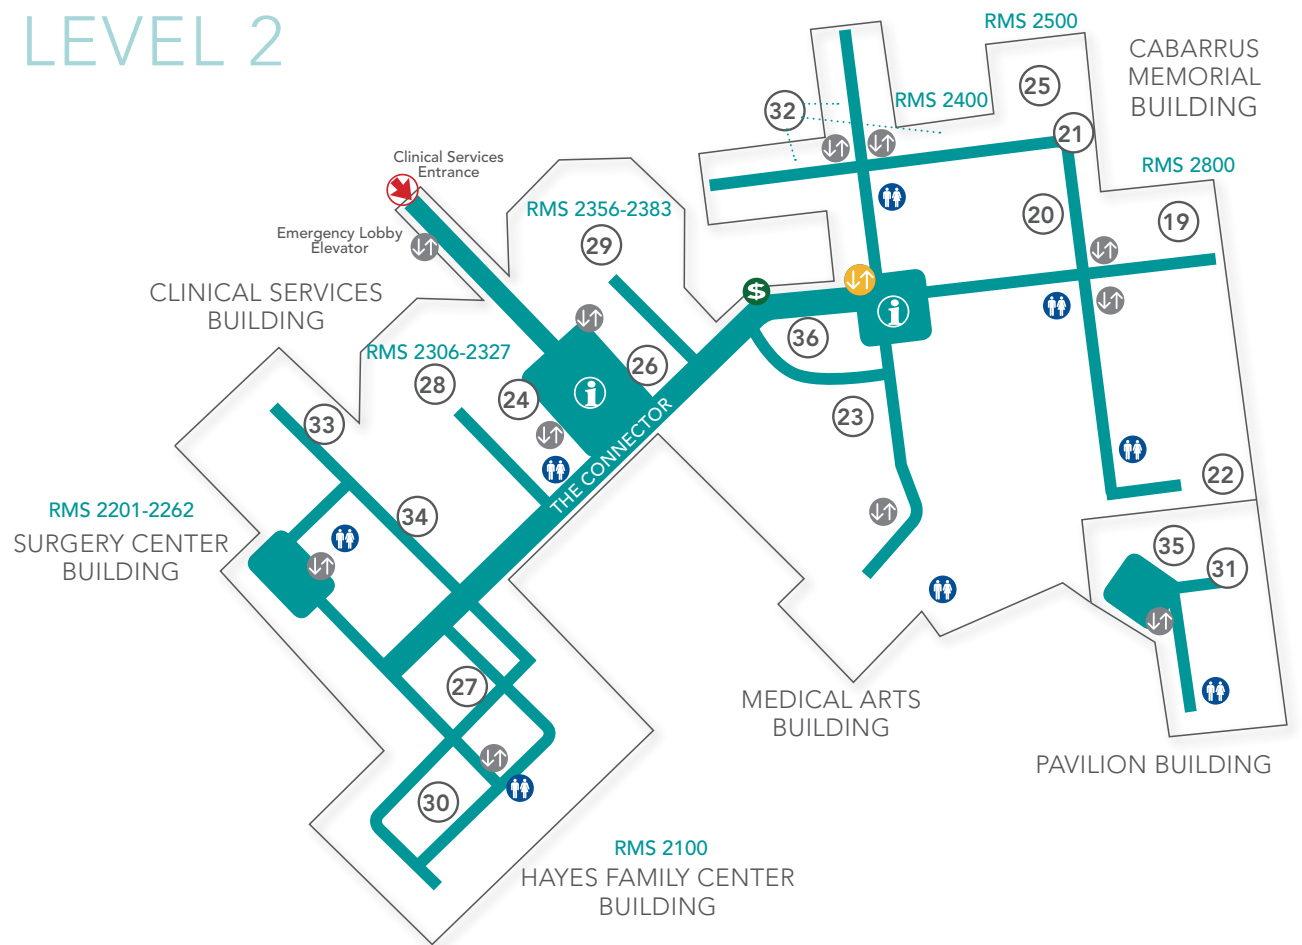 LEVEL 2
RMS 2500
CABARRUS
MEMORIAL
BUILDING
25
32
RMS 2400
21
Clinical Services
Entrance
RMS 2800
RMS 2356-2383
20
19
Emergency Lobby
Elevator
29
CLINICAL SERVICES
BUILDING
$
i
36
RMS 2306-2327
26
28
24
i
23
33
THE CONNECTOR
22
RMS 2201-2262
34
SURGERY CENTER
BUILDING
35
31
27
MEDICAL ARTS
BUILDING
PAVILION BUILDING
30
RMS 2100
HAYES FAMILY CENTER
BUILDING